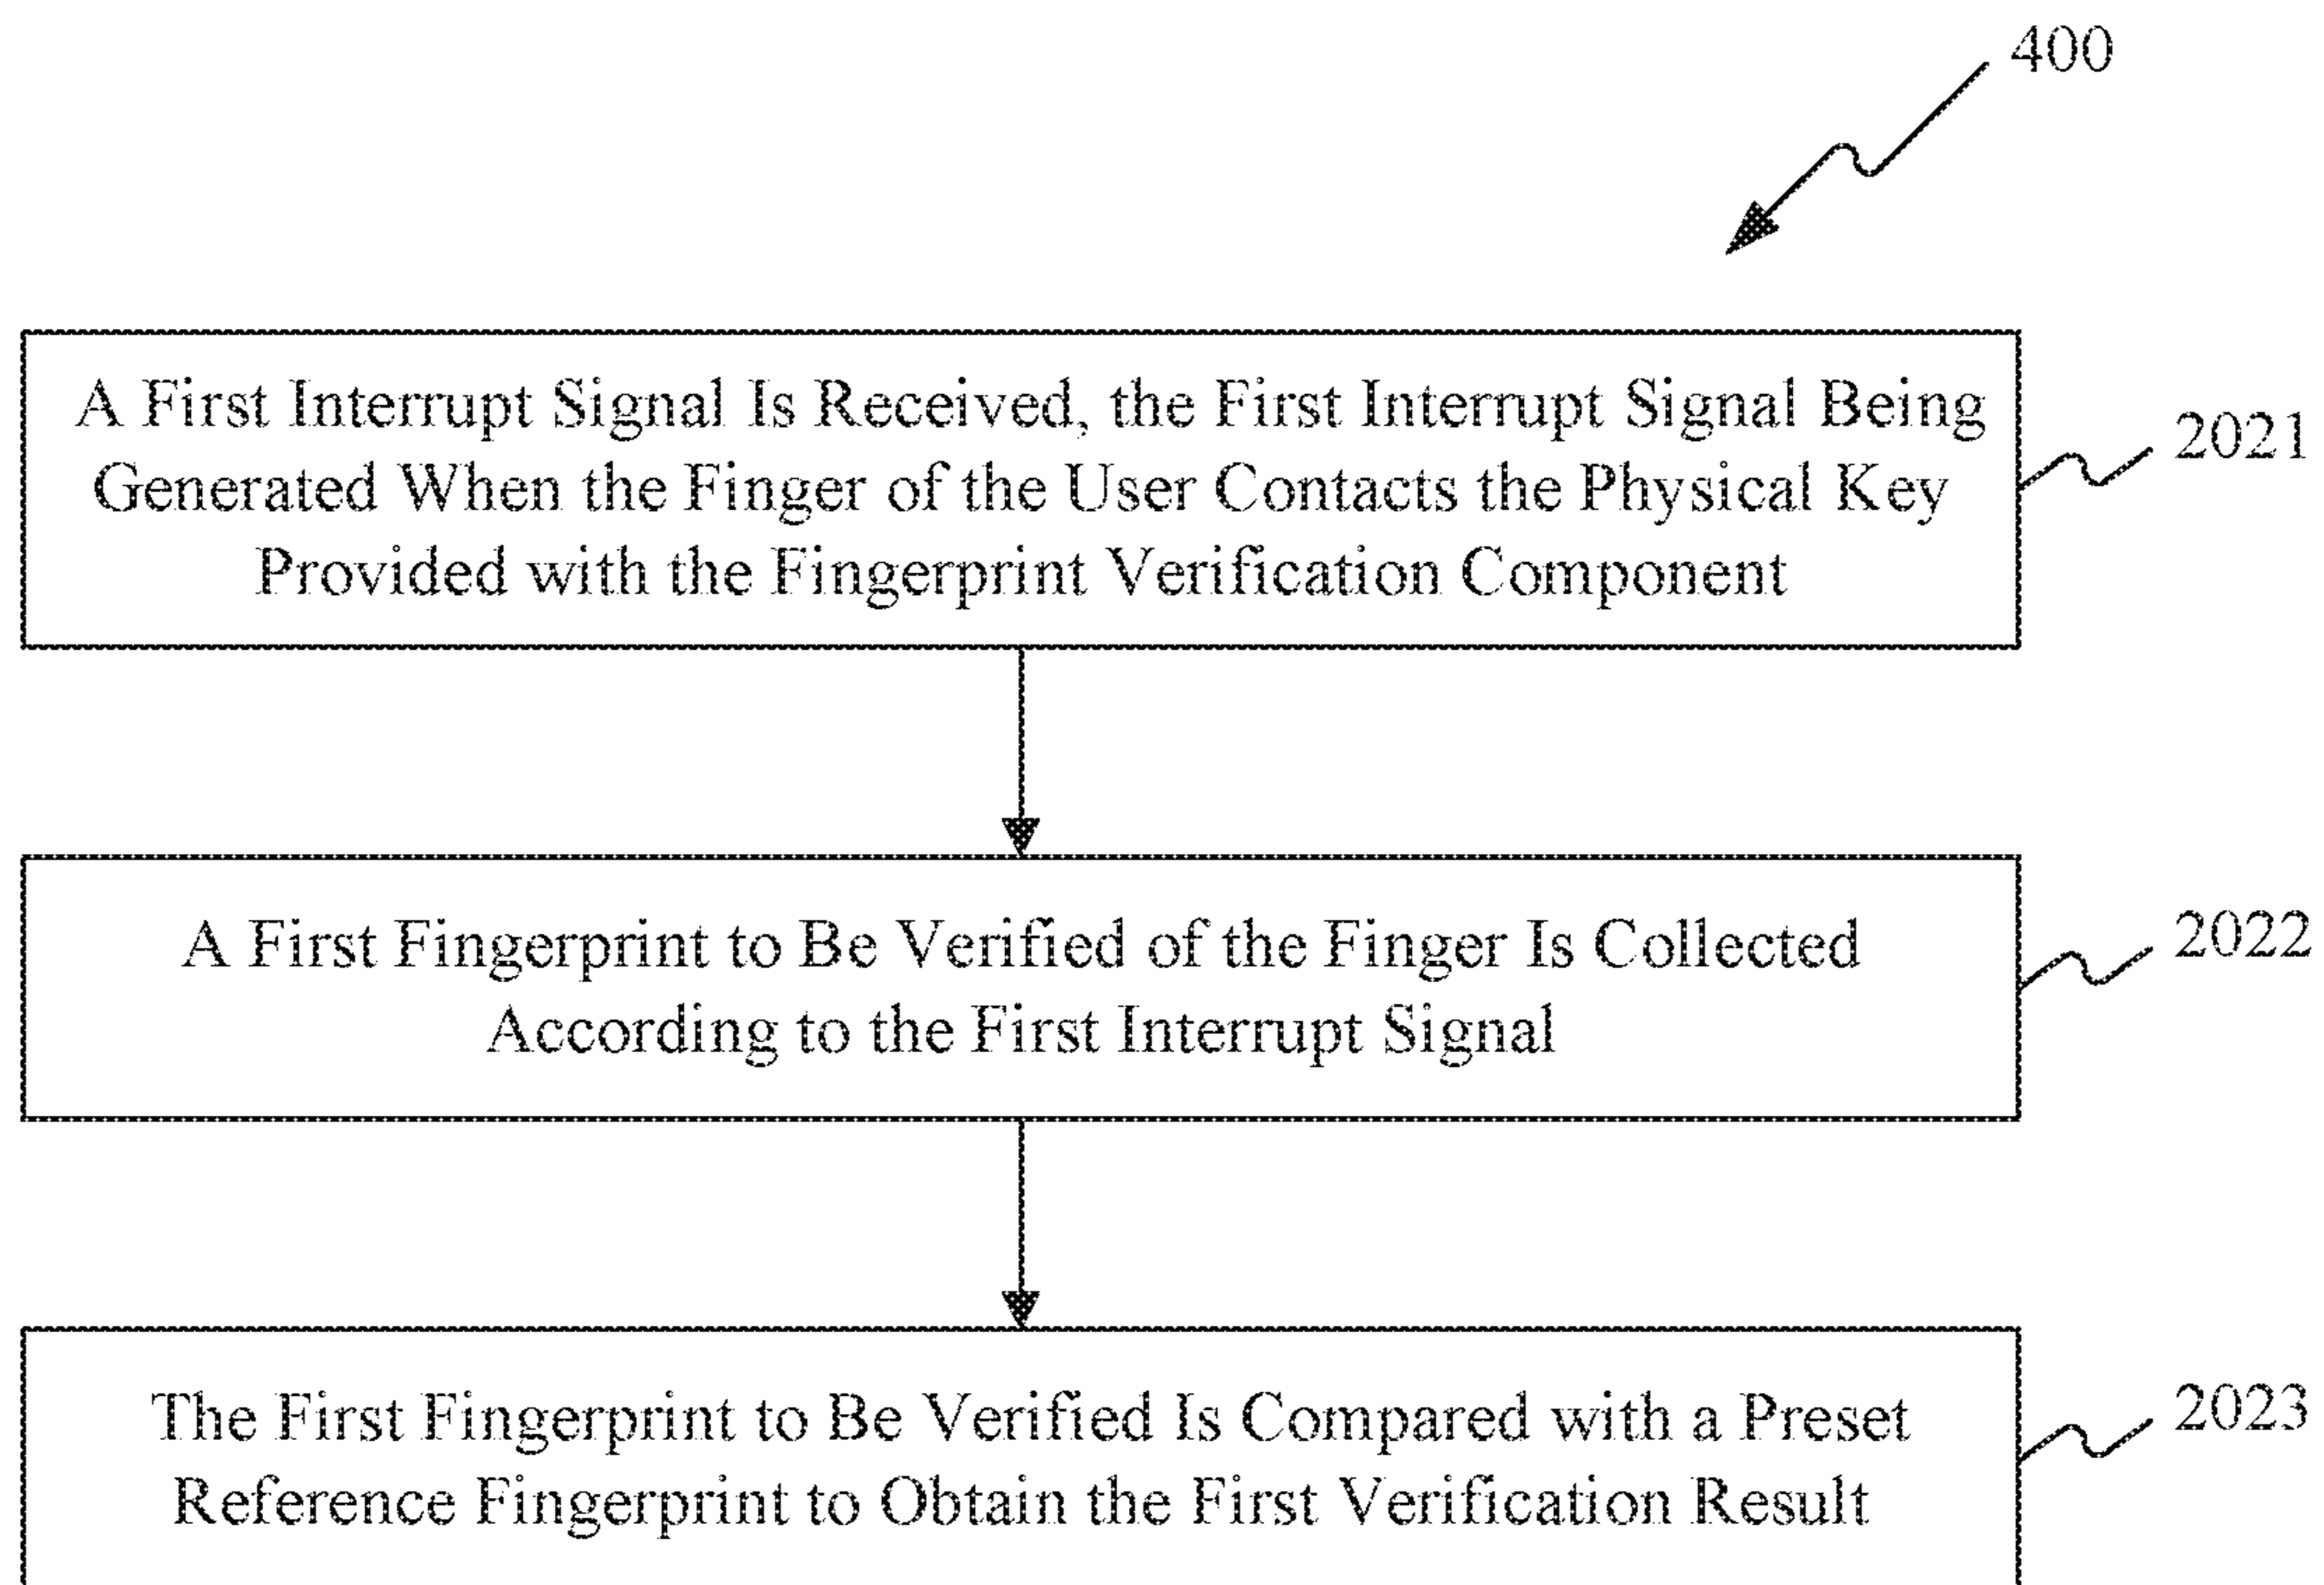 400
A First Interrupt Signal Is Received, the First Interrupt Signal Being
Generated When the Finger of the User Contacts the Physical Key
Provided with the Fingerprint Verification Component
2021
A First Fingerprint to Be Verified of the Finger Is Collected
According to the First Interrupt Signal
2022
The First Fingerprint to Be Verified Is Compared with a Preset
Reference Fingerprint to Obtain the First Verification Result
2023